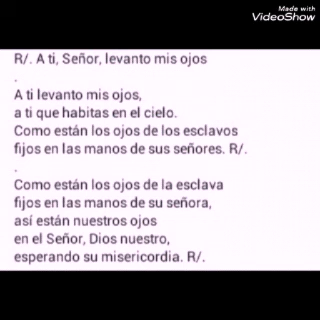 Made with
VideoShow
R/. A ti, Señor, levanto mis ojos
.
A ti levanto mis ojos,
a ti que habitas en el cielo.
Como están los ojos de los esclavos
fijos en las manos de sus señores. R/.
.
Como están los ojos de la esclava
fijos en las manos de su señora,
así están nuestros ojos
en el Señor, Dios nuestro,
esperando su misericordia. R/.